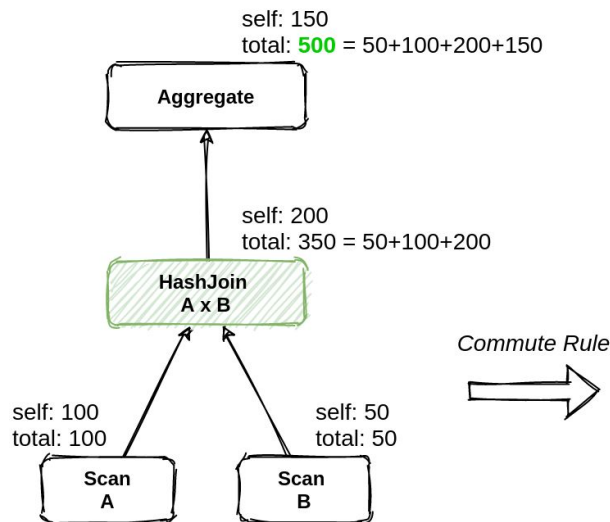 self: 150
total: 500 = 50+100+200+150
Aggregate
self: 200
total: 350 = 50+100+200
HashJoin
A x B
Commute Rule
self: 100
total: 100
self: 50
total: 50
Scan
A
Scan
B